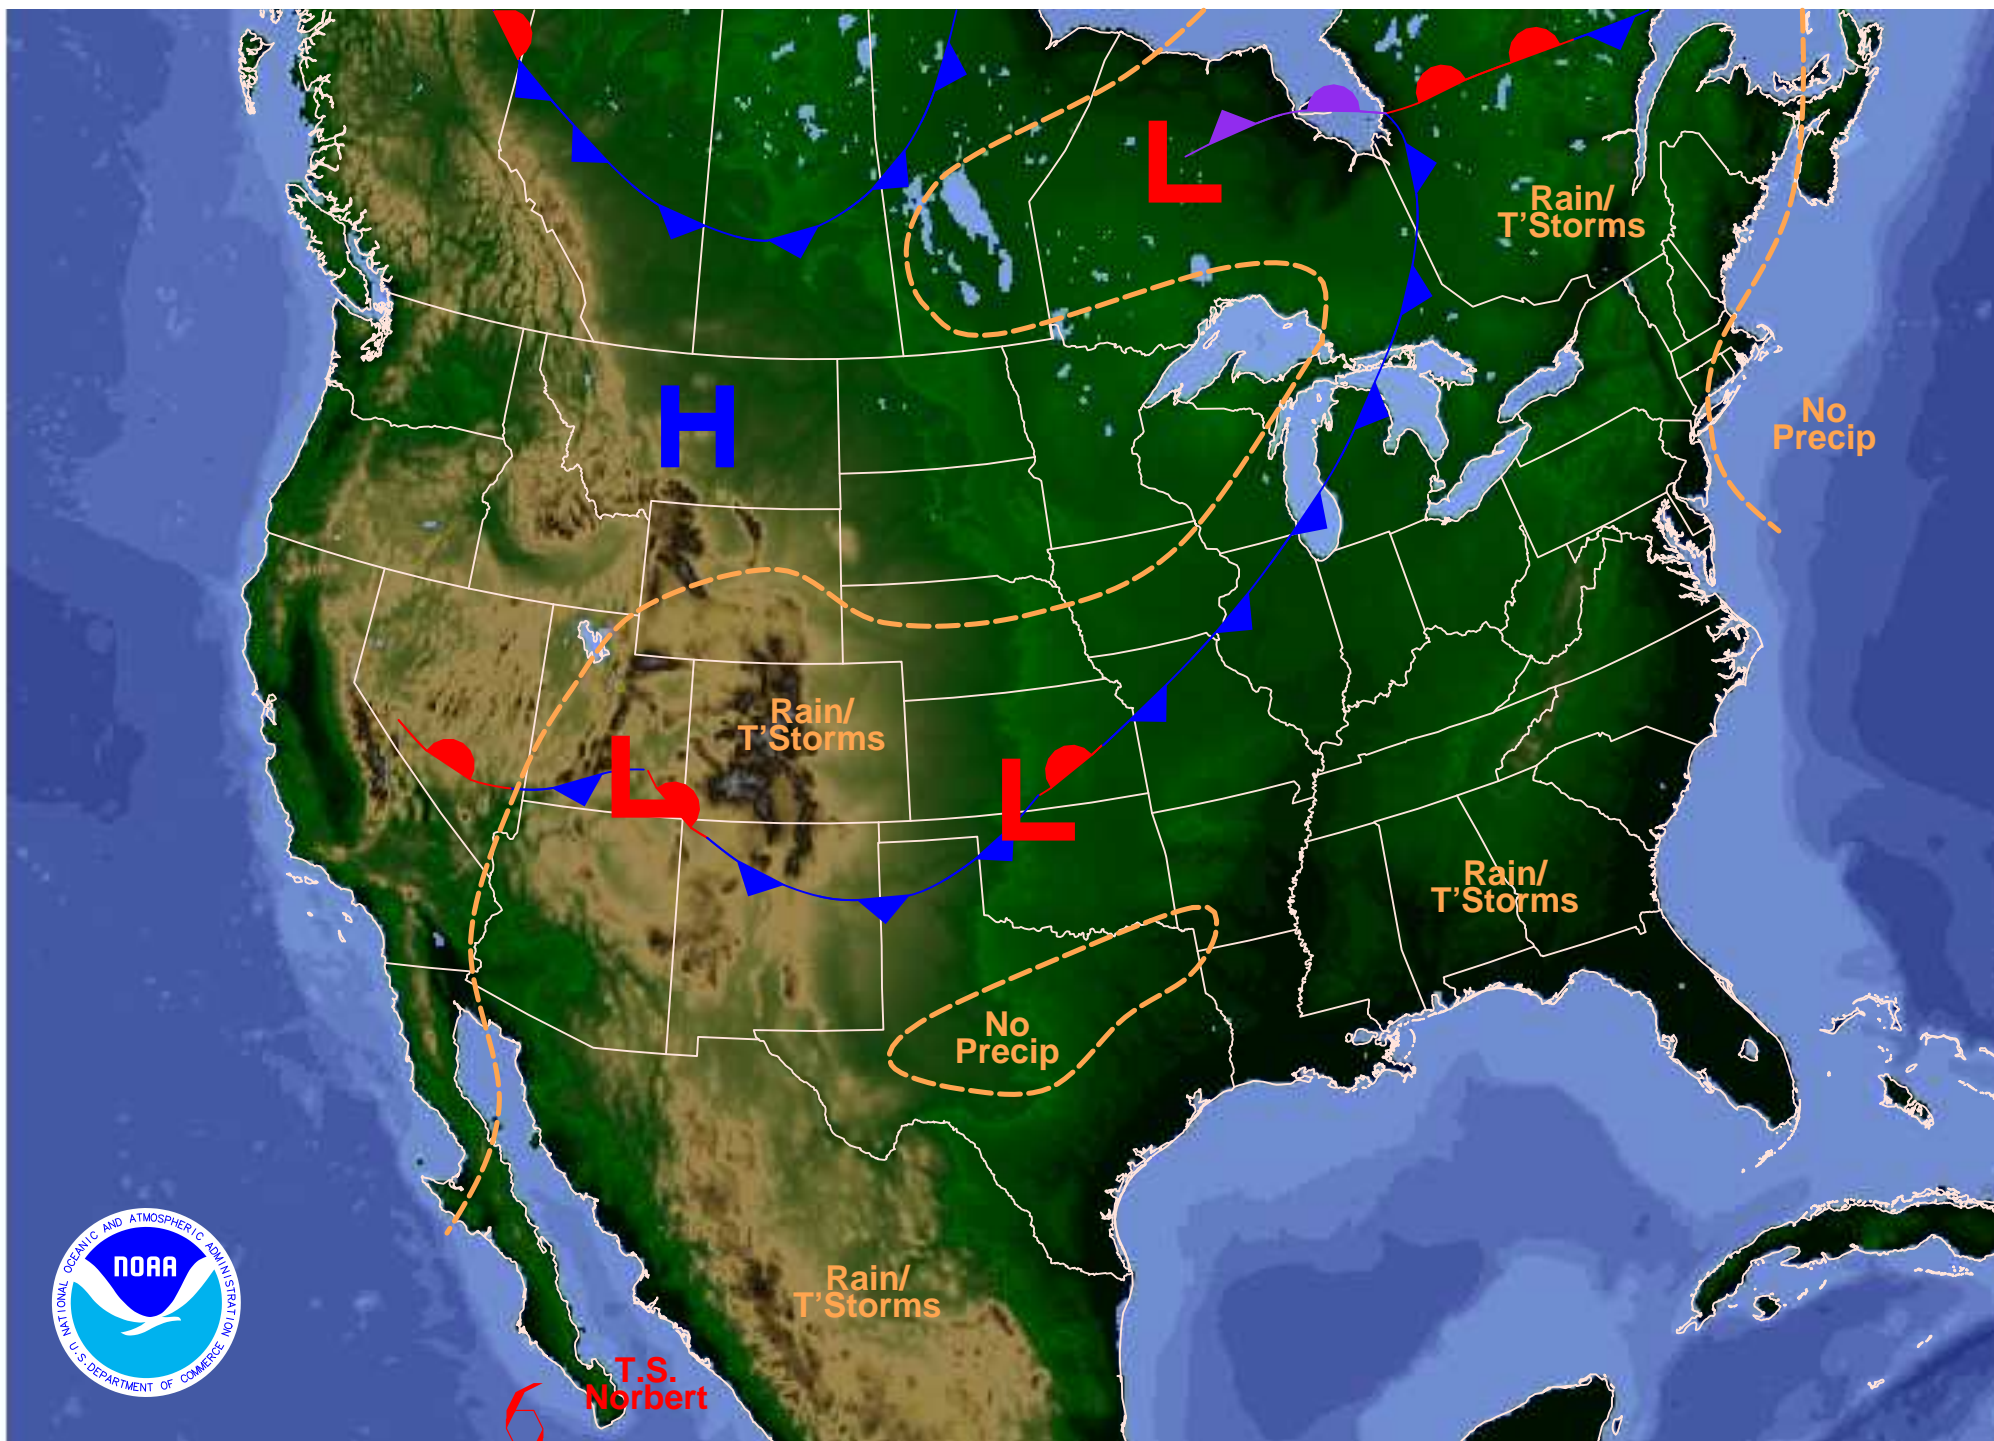 L
Rain/
T'Storms
H
No
Precip
Rain/
T'Storms
L
L
Rain/
T'Storms
No
Precip
Rain/
T'Storms
T.S.
Norbert
NATIONAL OCEANIC AND ATMOSPHERIC ADMINISTRATION
NOAA
U.S. DEPARTMENT OF COMMERCE